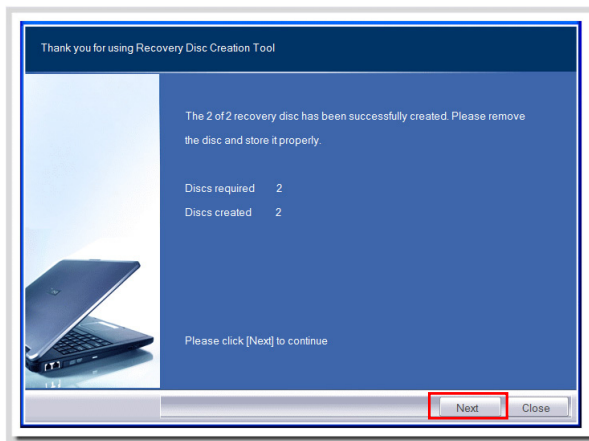 Thank you for using Recovery Disc Creation Tool
The 2 of 2 recovery disc has been successfully created. Please remove
the disc and store it properly.
Discs required 2
Discs created 2
Please click [Next] to continue
Next Close